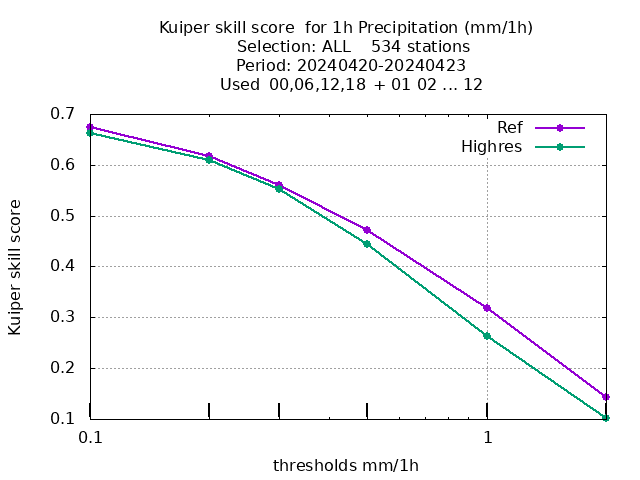 Kuiper skill score  for 1h Precipitation (mm/1h)
Selection: ALL    534 stations
Period: 20240420-20240423
Used 00,06,12,18 + 01 02 ... 12
0.7
0.6
0.5
0.4
0.3
0.2
0.1
Kuiper skill score
Ref
Highres
0.1
1
thresholds mm/1h